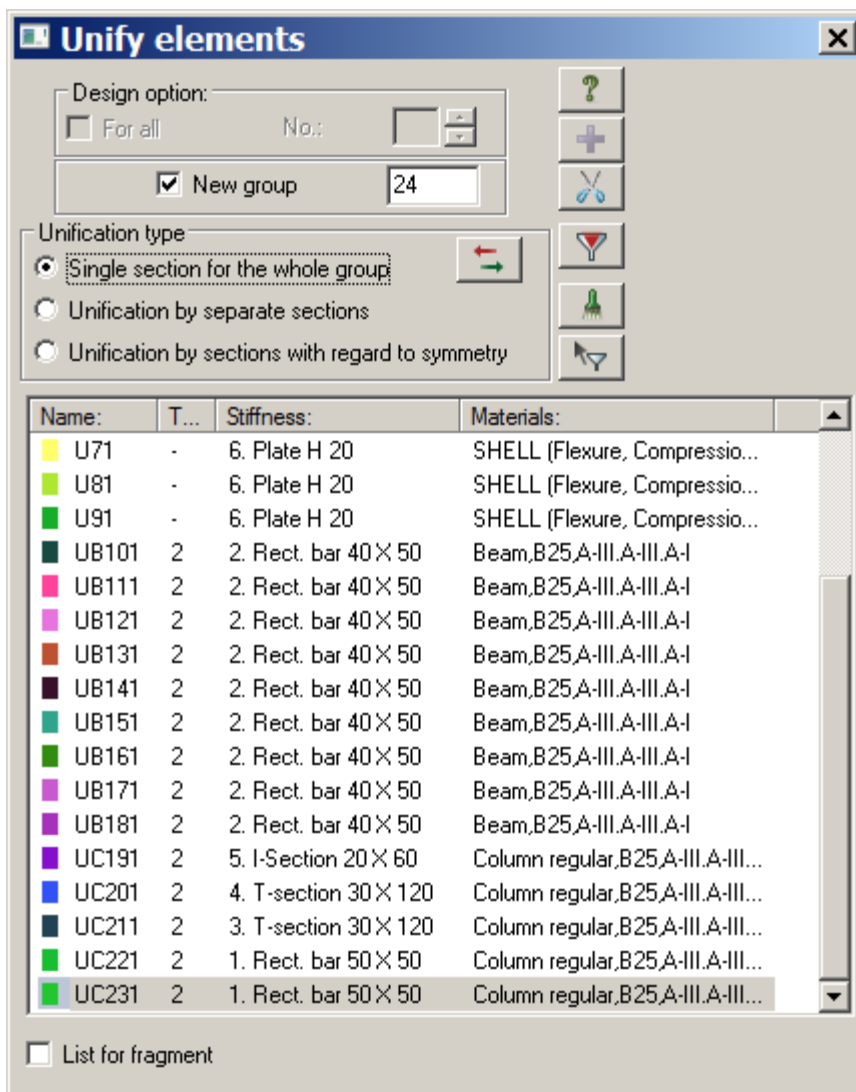 Unify elements
Design option:
For all No.:
New group 24
Unification type
Single section for the whole group
Unification by separate sections
Unification by sections with regard to symmetry
Name: T... Stiffness: Materials:
U71 - 6. Plate H 20 SHELL (Flexure, Compressio...
U81 - 6. Plate H 20 SHELL (Flexure, Compressio...
U91 - 6. Plate H 20 SHELL (Flexure, Compressio...
UB101 2 2. Rect. bar 40 X 50 Beam,B25,A-III.A-III.A-I
UB111 2 2. Rect. bar 40 X 50 Beam,B25,A-III.A-III.A-I
UB121 2 2. Rect. bar 40 X 50 Beam,B25,A-III.A-III.A-I
UB131 2 2. Rect. bar 40 X 50 Beam,B25,A-III.A-III.A-I
UB141 2 2. Rect. bar 40 X 50 Beam,B25,A-III.A-III.A-I
UB151 2 2. Rect. bar 40 X 50 Beam,B25,A-III.A-III.A-I
UB161 2 2. Rect. bar 40 X 50 Beam,B25,A-III.A-III.A-I
UB171 2 2. Rect. bar 40 X 50 Beam,B25,A-III.A-III.A-I
UB181 2 2. Rect. bar 40 X 50 Beam,B25,A-III.A-III.A-I
UC191 2 5. I-Section 20 X 60 Column regular,B25,A-III.A-III...
UC201 2 4. T-section 30 X 120 Column regular,B25,A-III.A-III...
UC211 2 3. T-section 30 X 120 Column regular,B25,A-III.A-III...
UC221 2 1. Rect. bar 50 X 50 Column regular,B25,A-III.A-III...
UC231 2 1. Rect. bar 50 X 50 Column regular,B25,A-III.A-III...
List for fragment